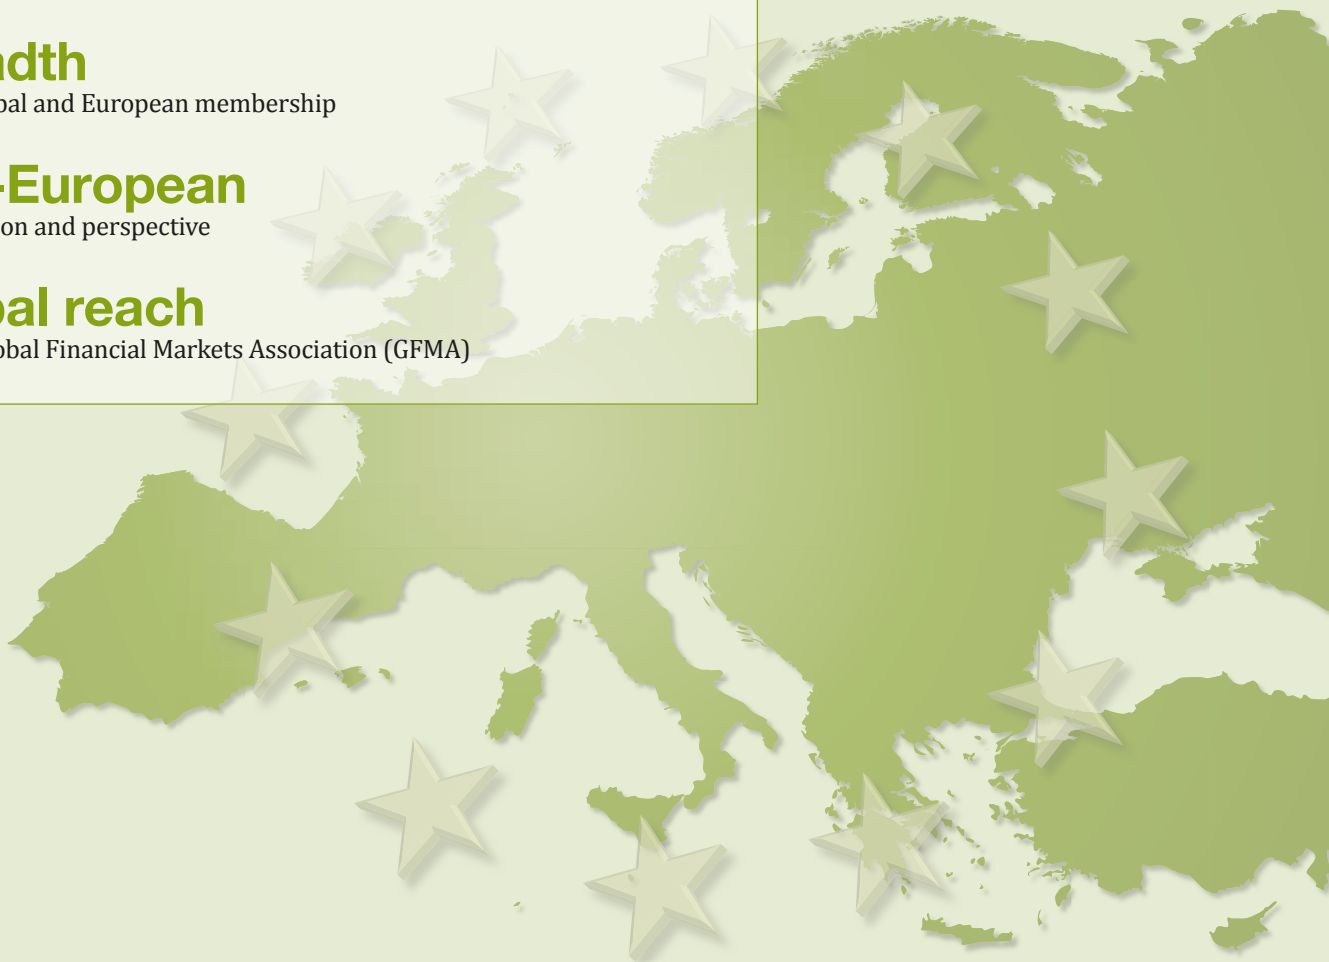 adth
bal and European membership
-European
on and perspective
bal reach
obal Financial Markets Association (GFMA)